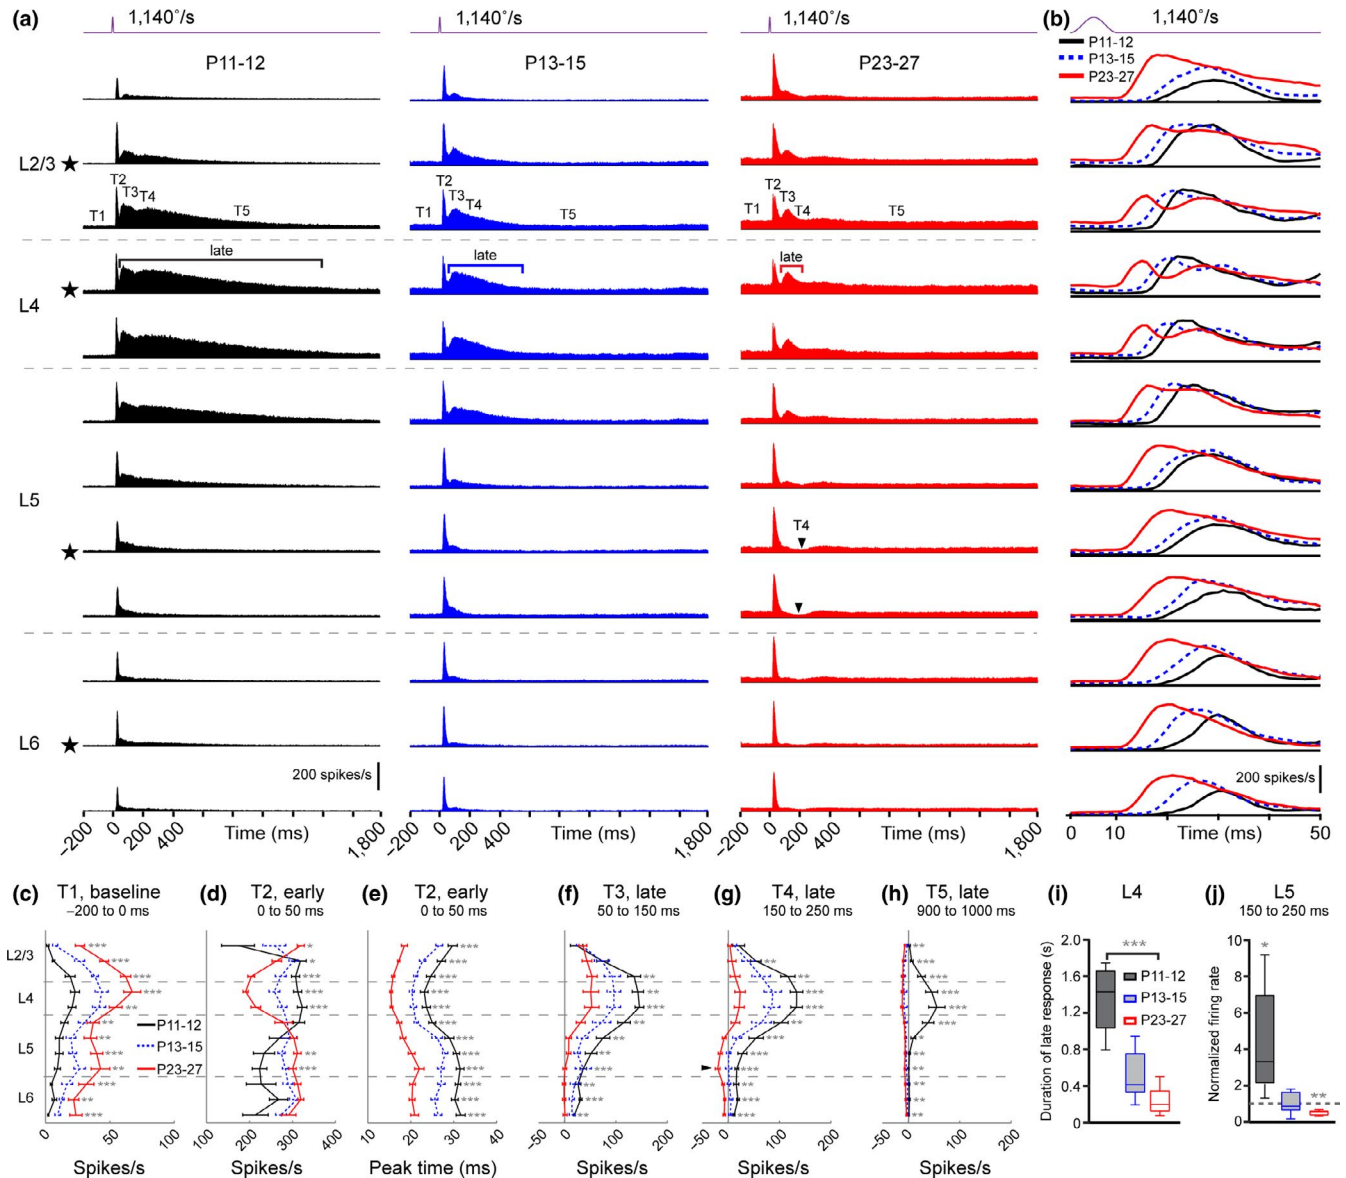 (a)
1,140°/s
1,140°/s
1,140°/s
(b)
1,140°/s
P11-12
P13-15
P23-27
P11-12
P13-15
P23-27
L2/3 ★
T1 T2 T3 T4 T5
T1 T2 T3 T4 T5
T1 T2 T3 T4 T5
late
late
late
★
L4
L5
T4
★
L6 ★
200 spikes/s
200 spikes/s
−200 0 200 400 Time (ms) 1,800
−200 0 200 400 Time (ms) 1,800
−200 0 200 400 Time (ms) 1,800
0 10 Time (ms) 50
(c) T1, baseline
−200 to 0 ms
L2/3
L4
L5
L6
P11-12
P13-15
P23-27
***
***
***
***
**
**
***
**
***
**
***
0 50 100
Spikes/s
(d) T2, early
0 to 50 ms
*
*
***
***
***
**
**
***
100 200 300 400
Spikes/s
(e) T2, early
0 to 50 ms
***
***
***
***
***
**
***
***
***
***
***
***
10 20 30 40
Peak time (ms)
(f) T3, late
50 to 150 ms
***
***
***
**
**
***
**
**
**
**
−50 0 100 200
Spikes/s
(g) T4, late
150 to 250 ms
**
***
***
***
***
**
**
***
***
**
***
**
−50 0 100 200
Spikes/s
(h) T5, late
900 to 1000 ms
**
**
***
***
***
**
**
**
**
**
**
−50 0 100 200
Spikes/s
(i) L4
Duration of late response (s)
2.0
1.6
1.2
0.8
0.4
0
***
P11-12
P13-15
P23-27
(j) L5
150 to 250 ms
Normalized firing rate
10
8
6
4
2
0
*
**